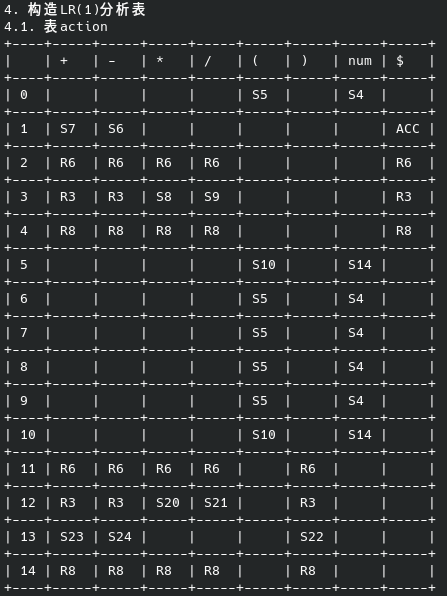 4. 构造LR(1)分析表
4.1. 表action
+----+-----+-----+-----+-----+-----+-----+-----+-----+
|    | +   | -   | *   | /   | (   | )   | num | $   |
+----+-----+-----+-----+-----+-----+-----+-----+-----+
| 0  |     |     |     |     | S5  |     | S4  |     |
+----+-----+-----+-----+-----+-----+-----+-----+-----+
| 1  | S7  | S6  |     |     |     |     |     | ACC |
+----+-----+-----+-----+-----+-----+-----+-----+-----+
| 2  | R6  | R6  | R6  | R6  |     |     |     | R6  |
+----+-----+-----+-----+-----+-----+-----+-----+-----+
| 3  | R3  | R3  | S8  | S9  |     |     |     | R3  |
+----+-----+-----+-----+-----+-----+-----+-----+-----+
| 4  | R8  | R8  | R8  | R8  |     |     |     | R8  |
+----+-----+-----+-----+-----+-----+-----+-----+-----+
| 5  |     |     |     |     | S10 |     | S14 |     |
+----+-----+-----+-----+-----+-----+-----+-----+-----+
| 6  |     |     |     |     | S5  |     | S4  |     |
+----+-----+-----+-----+-----+-----+-----+-----+-----+
| 7  |     |     |     |     | S5  |     | S4  |     |
+----+-----+-----+-----+-----+-----+-----+-----+-----+
| 8  |     |     |     |     | S5  |     | S4  |     |
+----+-----+-----+-----+-----+-----+-----+-----+-----+
| 9  |     |     |     |     | S5  |     | S4  |     |
+----+-----+-----+-----+-----+-----+-----+-----+-----+
| 10 |     |     |     |     | S10 |     | S14 |     |
+----+-----+-----+-----+-----+-----+-----+-----+-----+
| 11 | R6  | R6  | R6  | R6  |     | R6  |     |     |
+----+-----+-----+-----+-----+-----+-----+-----+-----+
| 12 | R3  | R3  | S20 | S21 |     | R3  |     |     |
+----+-----+-----+-----+-----+-----+-----+-----+-----+
| 13 | S23 | S24 |     |     |     | S22 |     |     |
+----+-----+-----+-----+-----+-----+-----+-----+-----+
| 14 | R8  | R8  | R8  | R8  |     | R8  |     |     |
+----+-----+-----+-----+-----+-----+-----+-----+-----+